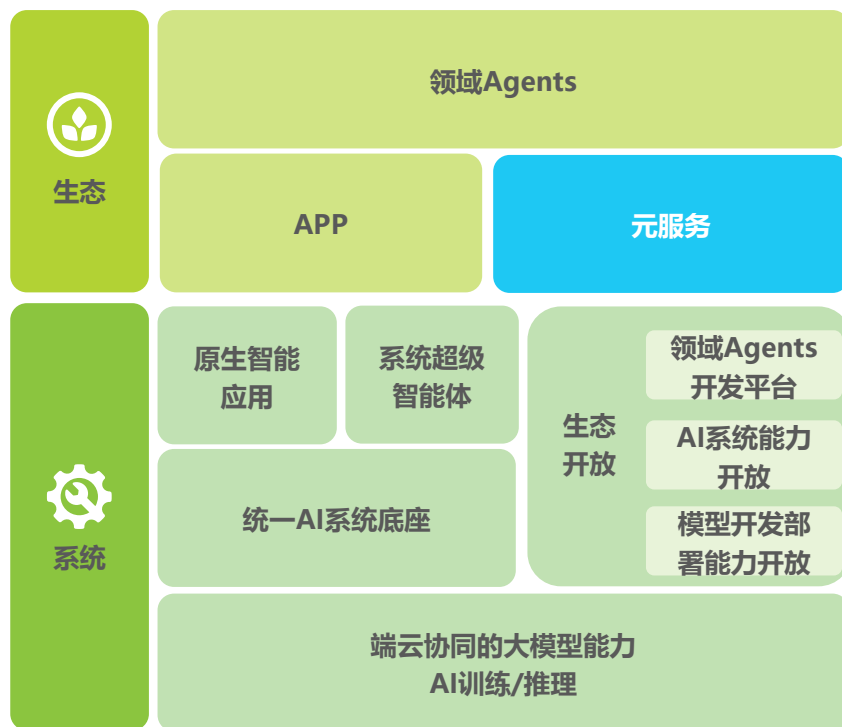 领域Agents
生态
APP
元服务
原生智能
应用
系统超级
智能体
生态
开放
领域Agents
开发平台
AI系统能力
开放
模型开发部
署能力开放
统一AI系统底座
系统
端云协同的大模型能力
AI训练/推理